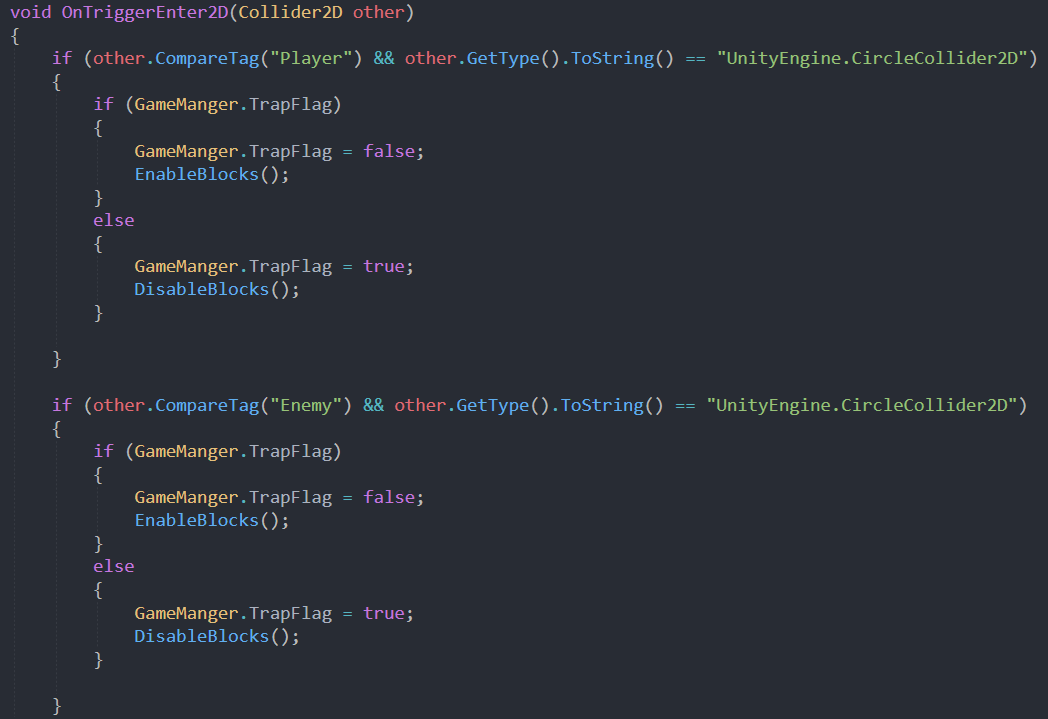 void OnTriggerEnter2D(Collider2D other)
{
    if (other.CompareTag("Player") && other.GetType().ToString() == "UnityEngine.CircleCollider2D")
    {
        if (GameManger.TrapFlag)
        {
            GameManger.TrapFlag = false;
            EnableBlocks();
        }
        else
        {
            GameManger.TrapFlag = true;
            DisableBlocks();
        }

    }

    if (other.CompareTag("Enemy") && other.GetType().ToString() == "UnityEngine.CircleCollider2D")
    {
        if (GameManger.TrapFlag)
        {
            GameManger.TrapFlag = false;
            EnableBlocks();
        }
        else
        {
            GameManger.TrapFlag = true;
            DisableBlocks();
        }

    }